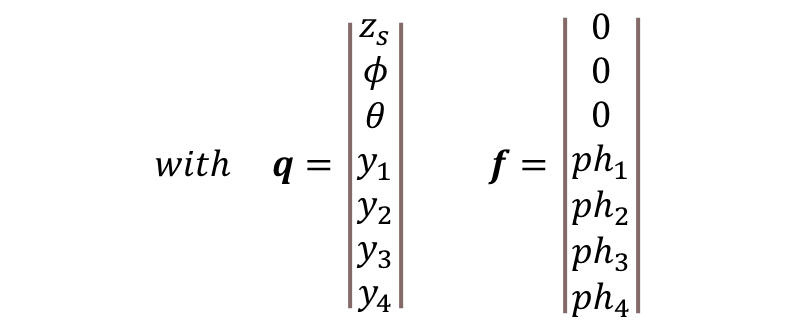 z_s 0
ϕ 0
θ 0
with q = y_1 f = ph_1
y_2 ph_2
y_3 ph_3
y_4 ph_4